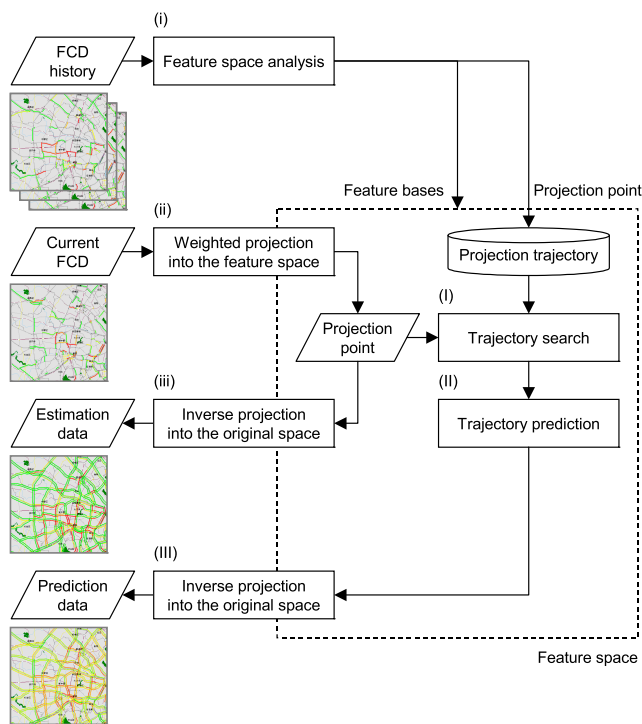 (i)
FCD
history
Feature space analysis
Feature bases
Projection point
(ii)
Current
FCD
Weighted projection
into the feature space
Projection trajectory
(I)
Projection
point
Trajectory search
(iii)
(II)
Estimation
data
Inverse projection
into the original space
Trajectory prediction
(III)
Prediction
data
Inverse projection
into the original space
Feature space